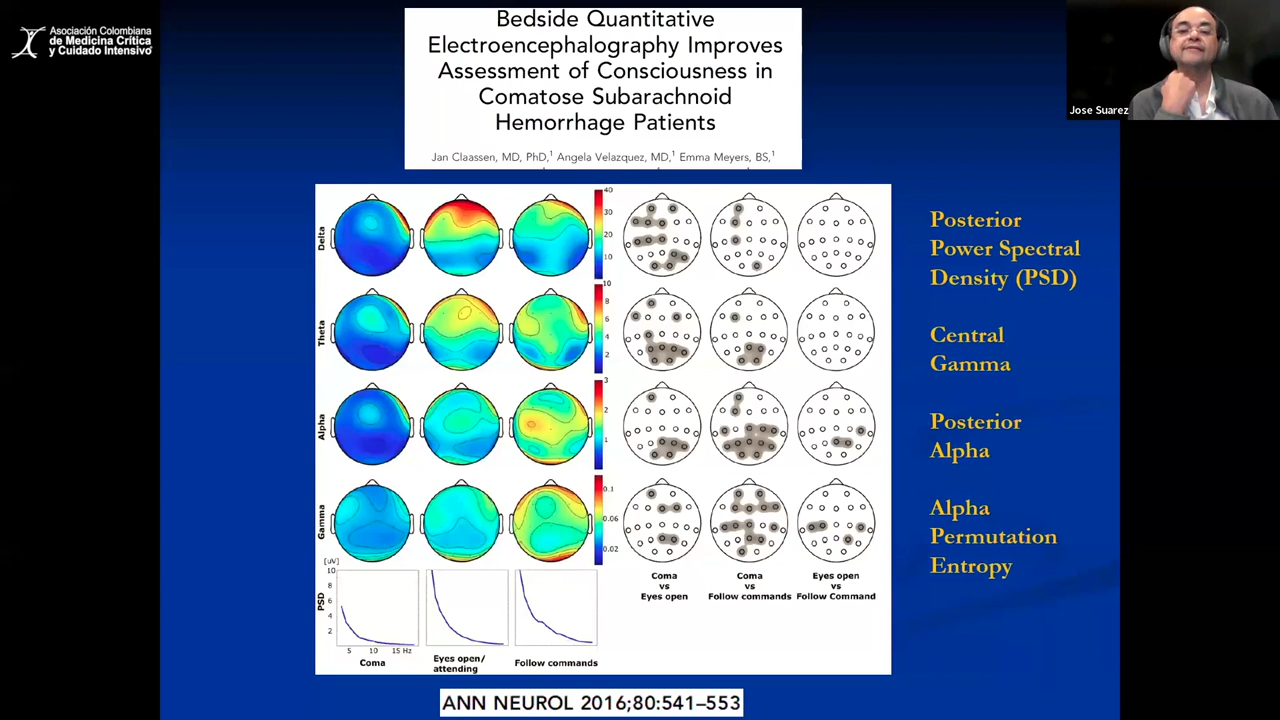 Asociación Colombiana
de Medicina Crítica
y Cuidado Intensivo
Bedside Quantitative
Electroencephalography Improves
Assessment of Consciousness in
Comatose Subarachnoid
Hemorrhage Patients
Jan Claassen, MD, PhD,1 Angela Velazquez, MD,1 Emma Meyers, BS,1
Jose Suarez
Delta
40
30
20
10
Theta
10
8
6
4
2
Alpha
3
2
1
Gamma
0.1
0.06
0.02
[uV]
PSD
10
8
6
4
2
5 10 15 Hz
Coma
Eyes open/
attending
Follow commands
Coma
vs
Eyes open
Coma
vs
Follow commands
Eyes open
vs
Follow Command
Posterior
Power Spectral
Density (PSD)
Central
Gamma
Posterior
Alpha
Alpha
Permutation
Entropy
ANN NEUROL 2016;80:541–553